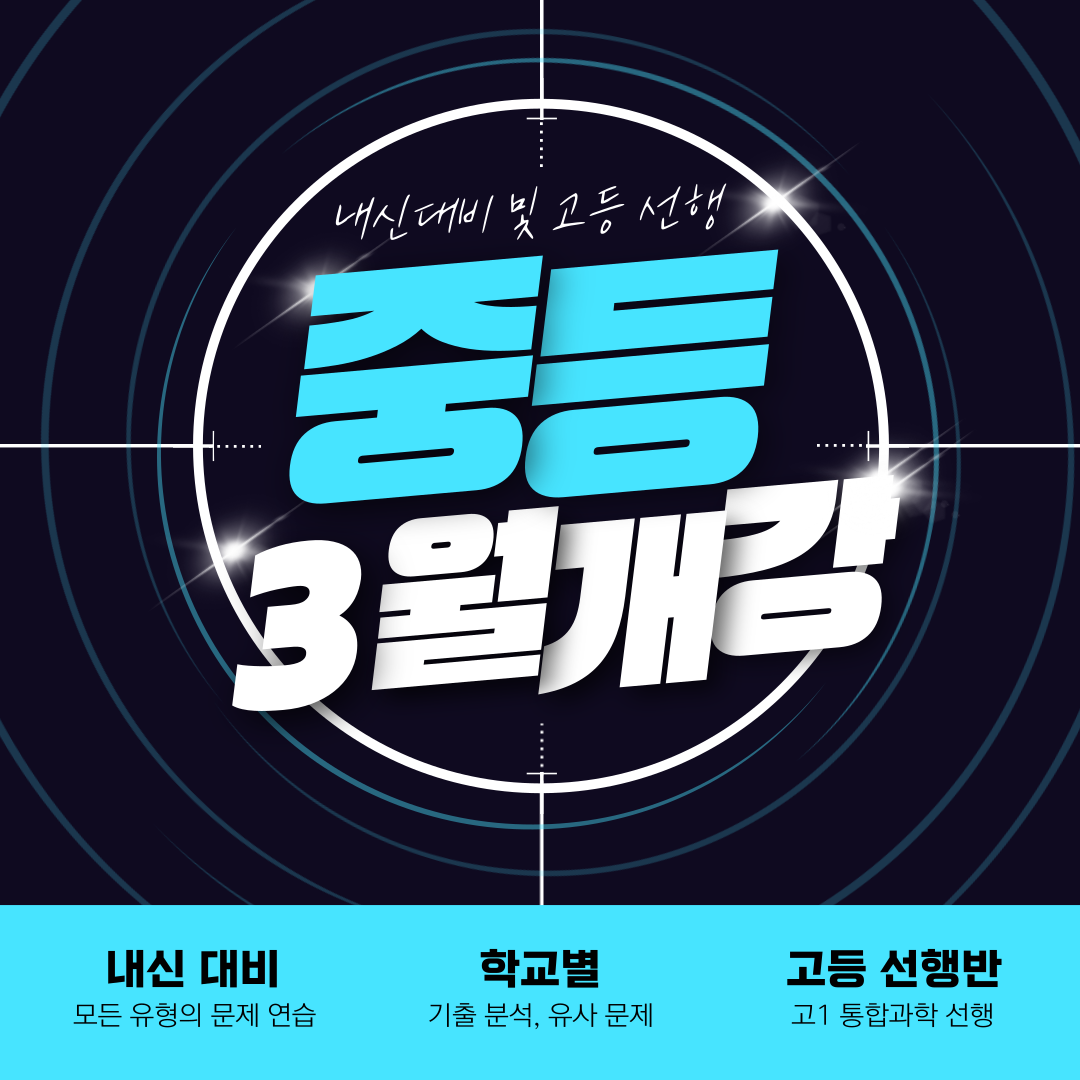 내신대비 및 고등 선행
중등
3월개강
내신 대비
모든 유형의 문제 연습
학교별
기출 분석, 유사 문제
고등 선행반
고1 통합과학 선행